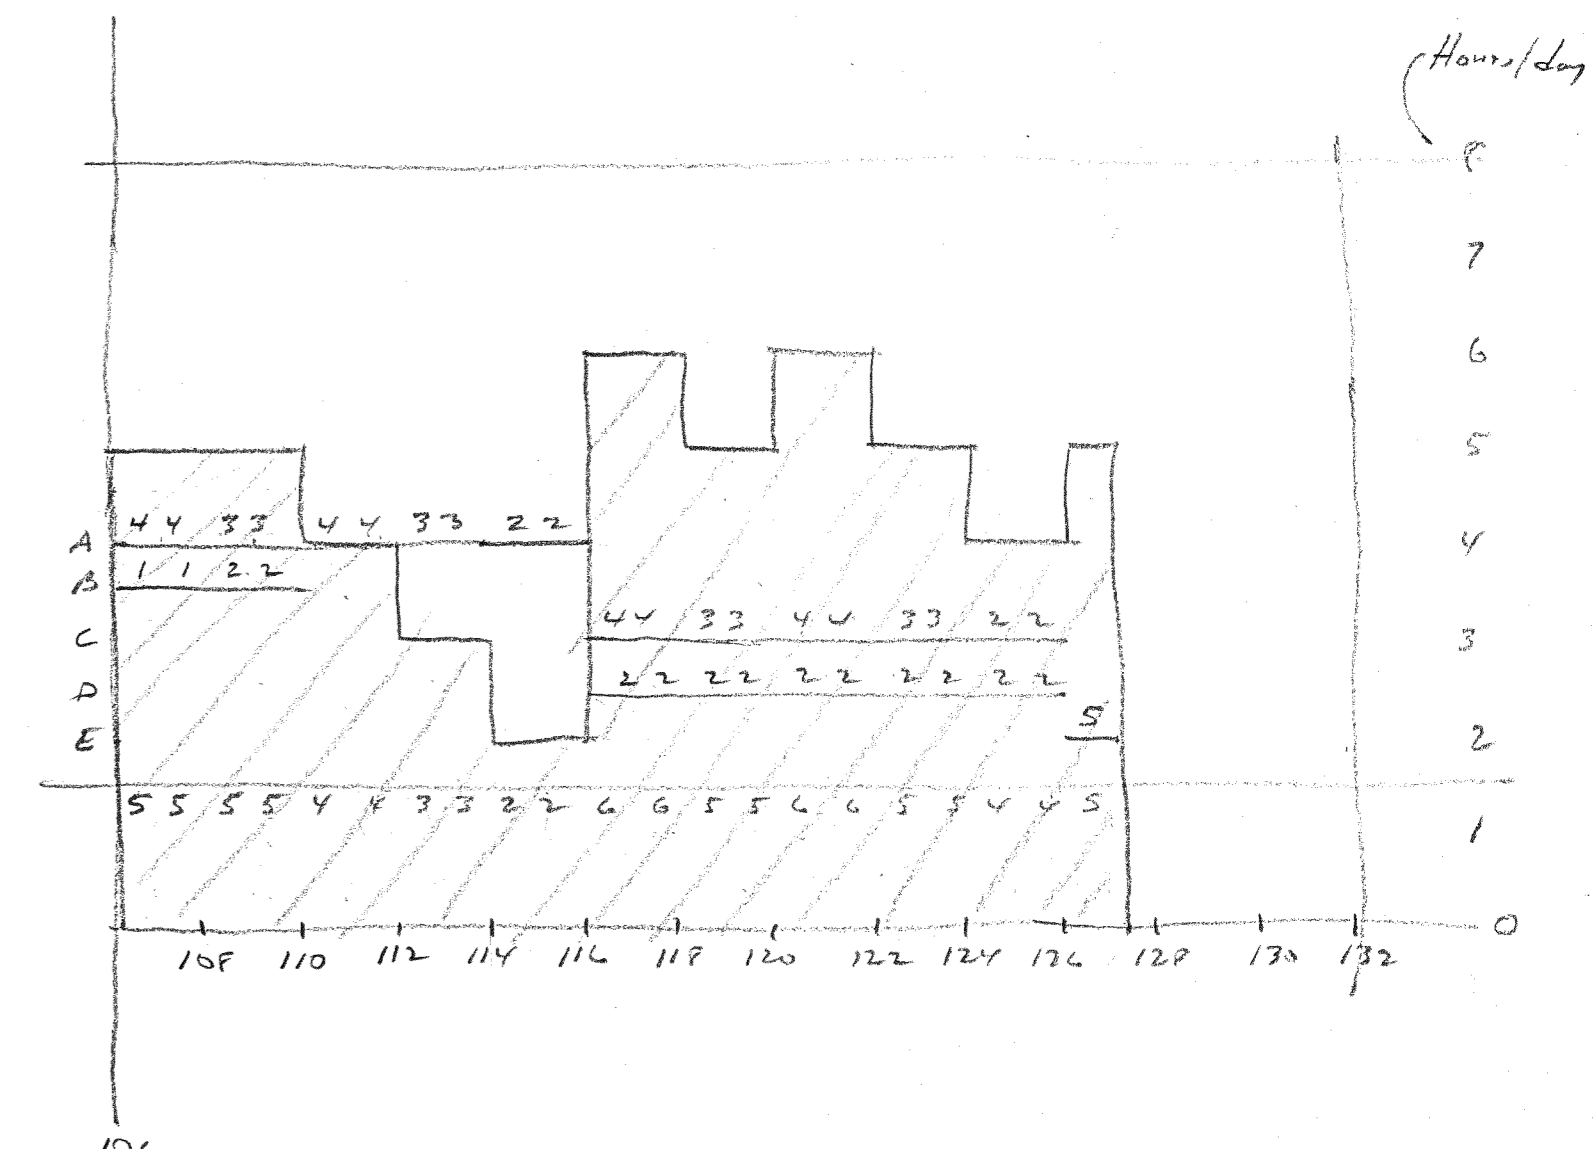 Hours/day
8
7
6
5
A 4 4 3 3 4 4 3 3 2 2 4
B 1 1 2 2
C 4 4 3 3 4 4 3 3 2 2 3
D 2 2 2 2 2 2 2 2 2 2
E 5 2
5 5 5 5 4 4 3 3 2 2 6 6 5 5 6 6 5 5 4 4 5
1
0
108 110 112 114 116 118 120 122 124 126 128 130 132